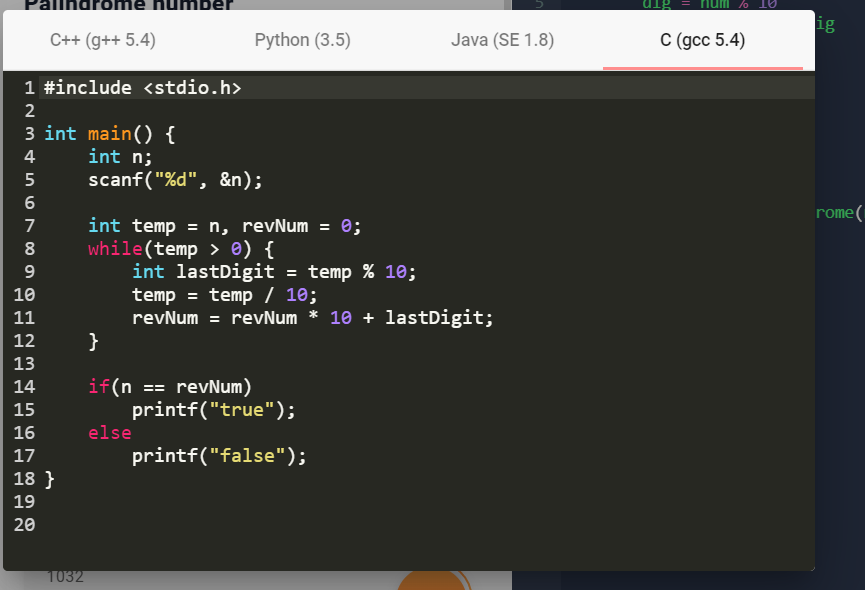 Palindrome number
5 dig = num % 10
ig
C++ (g++ 5.4) Python (3.5) Java (SE 1.8) C (gcc 5.4)
1 #include <stdio.h>
2
3 int main() {
4     int n;
5     scanf("%d", &n);
6
7     int temp = n, revNum = 0;
8     while(temp > 0) {
9         int lastDigit = temp % 10;
10         temp = temp / 10;
11         revNum = revNum * 10 + lastDigit;
12     }
13
14     if(n == revNum)
15         printf("true");
16     else
17         printf("false");
18 }
19
20
rome(
1032